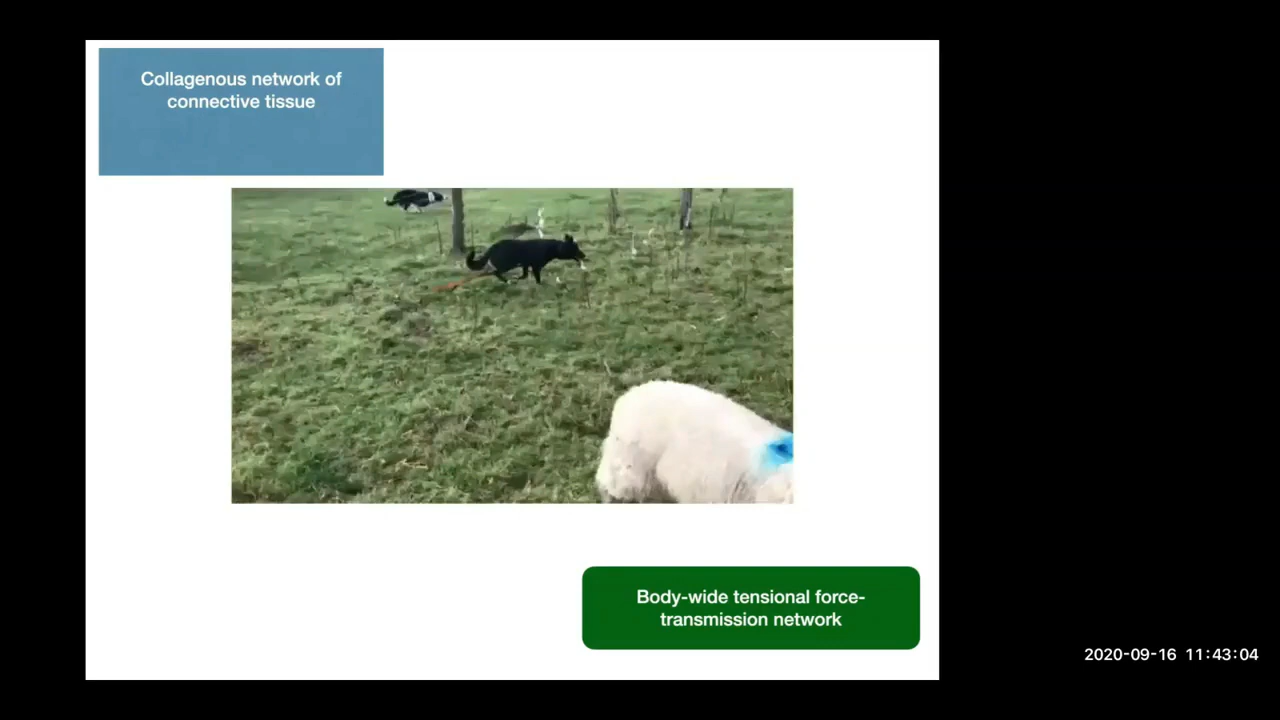 Collagenous network of
connective tissue
Body-wide tensional force-
transmission network
2020-09-16 11:43:04